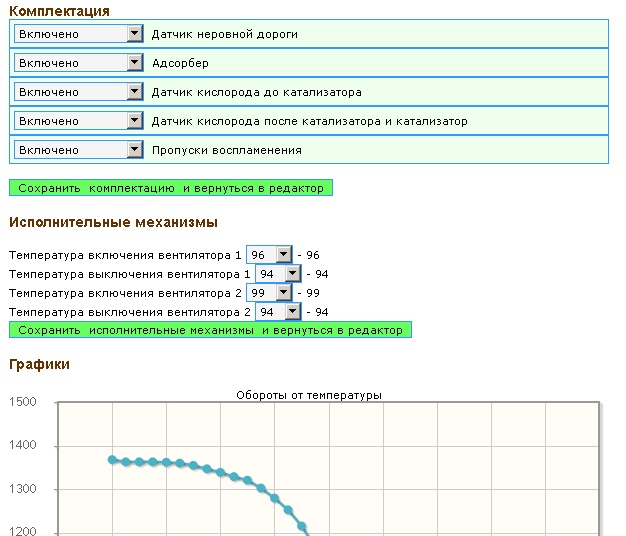 Комплектация
Включено Датчик неровной дороги
Включено Адсорбер
Включено Датчик кислорода до катализатора
Включено Датчик кислорода после катализатора и катализатор
Включено Пропуски воспламенения
Сохранить комплектацию и вернуться в редактор
Исполнительные механизмы
Температура включения вентилятора 1 96 - 96
Температура выключения вентилятора 1 94 - 94
Температура включения вентилятора 2 99 - 99
Температура выключения вентилятора 2 94 - 94
Сохранить исполнительные механизмы и вернуться в редактор
Графики
Обороты от температуры
1500
1400
1300
1200